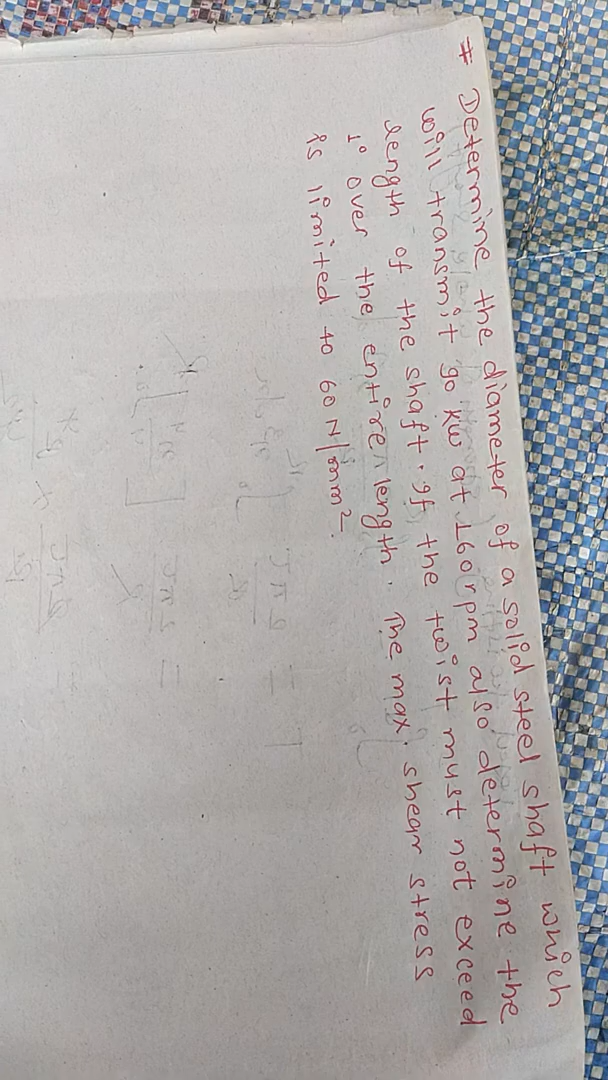 # Determine the diameter of a solid steel shaft which
will transmit 90 kw at 160 rpm also determine the
length of the shaft. If the twist must not exceed
1° over the entire length. The max. shear stress
is limited to 60 N/mm².